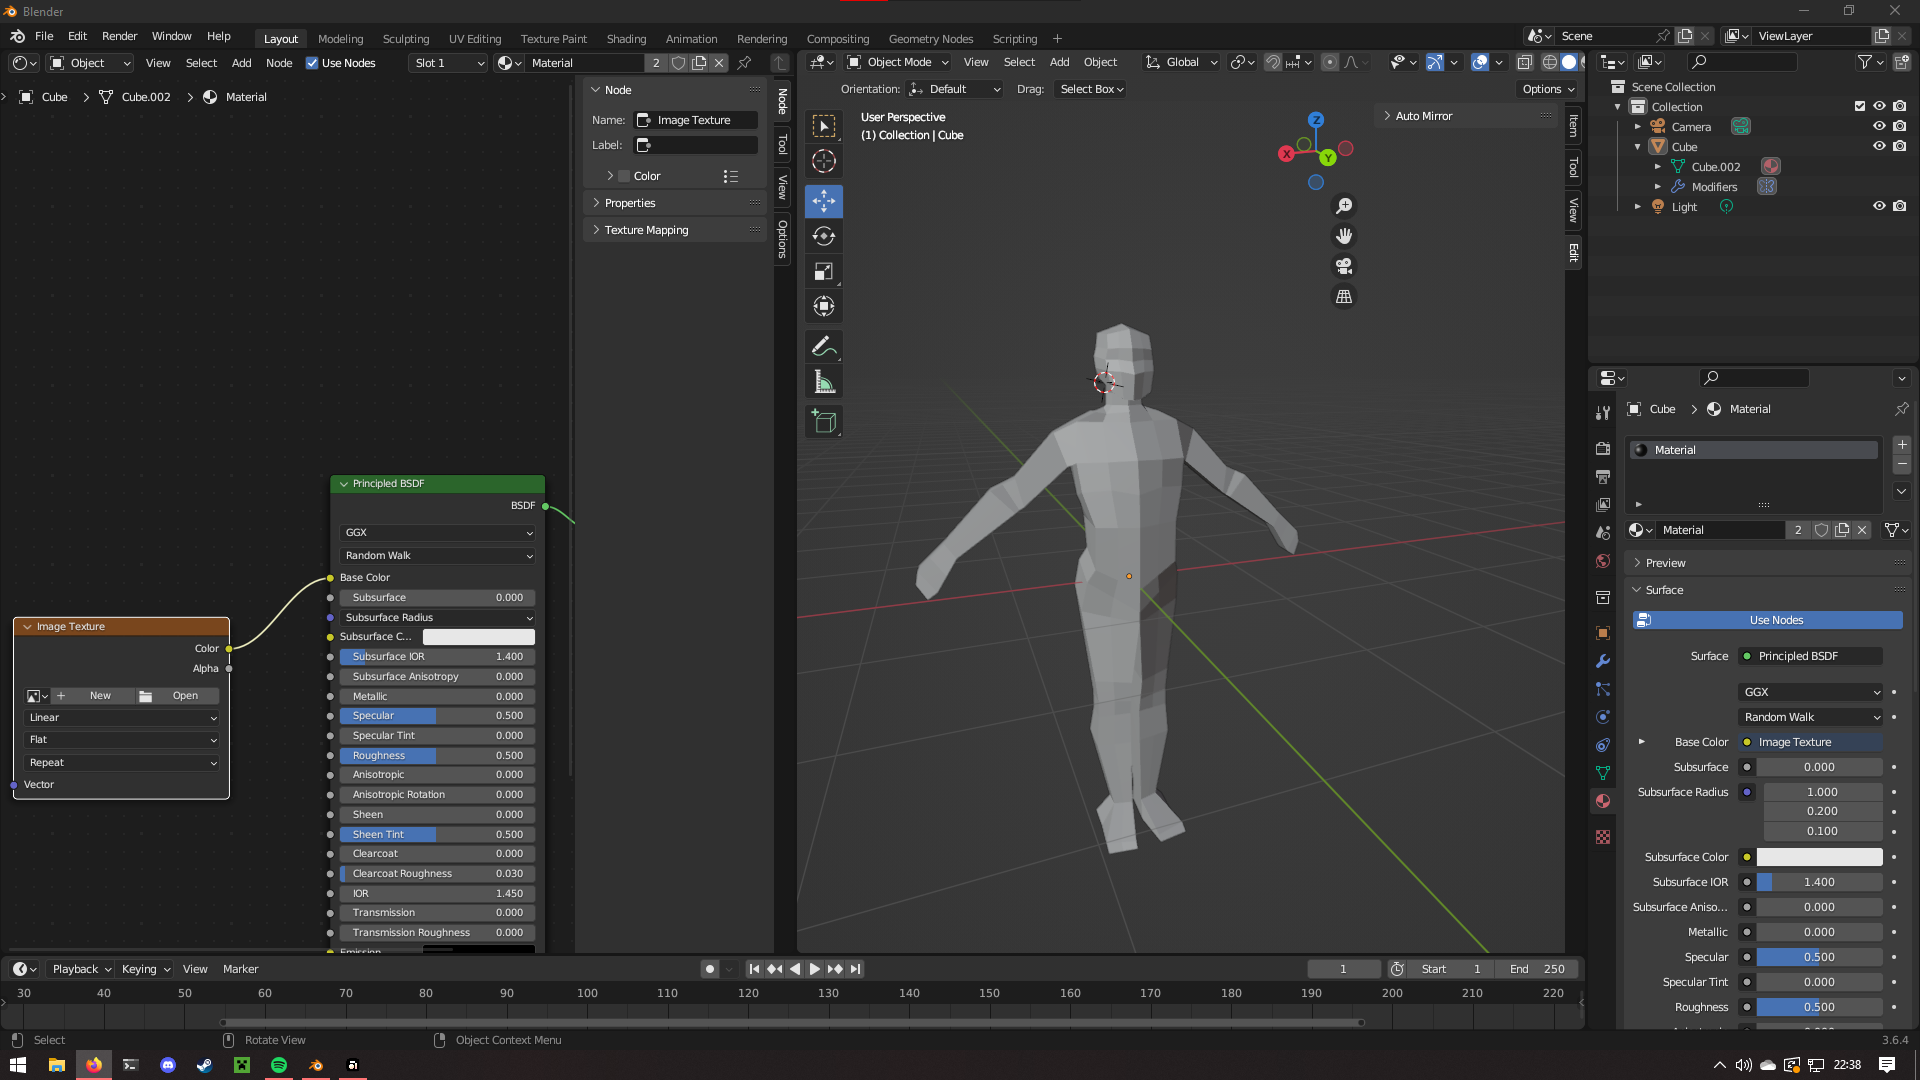 Blender
File Edit Render Window Help
Layout Modeling Sculpting UV Editing Texture Paint Shading Animation Rendering Compositing Geometry Nodes Scripting +
Scene
ViewLayer
Object View Select Add Node Use Nodes Slot 1 Material 2
Cube > Cube.002 > Material
Node
Name: Image Texture
Label:
Color
Properties
Texture Mapping
Node
Tool
View
Options
Principled BSDF
BSDF
GGX
Random Walk
Base Color
Subsurface 0.000
Subsurface Radius
Subsurface C...
Subsurface IOR 1.400
Subsurface Anisotropy 0.000
Metallic 0.000
Specular 0.500
Specular Tint 0.000
Roughness 0.500
Anisotropic 0.000
Anisotropic Rotation 0.000
Sheen 0.000
Sheen Tint 0.500
Clearcoat 0.000
Clearcoat Roughness 0.030
IOR 1.450
Transmission 0.000
Transmission Roughness 0.000
Emission
Image Texture
Color
Alpha
+ New Open
Linear
Flat
Repeat
Vector
Object Mode View Select Add Object Global
Orientation: Default Drag: Select Box Options
User Perspective
(1) Collection | Cube
Z
X
Y
Auto Mirror
Item
Tool
View
Edit
Scene Collection
Collection
Camera
Cube
Cube.002
Modifiers
Light
Cube > Material
Material
Material 2
Preview
Surface
Use Nodes
Surface Principled BSDF
GGX
Random Walk
Base Color Image Texture
Subsurface 0.000
Subsurface Radius 1.000
0.200
0.100
Subsurface Color
Subsurface IOR 1.400
Subsurface Aniso... 0.000
Metallic 0.000
Specular 0.500
Specular Tint 0.000
Roughness 0.500
Playback Keying View Marker
1 Start 1 End 250
30 40 50 60 70 80 90 100 110 120 130 140 150 160 170 180 190 200 210 220
Select Rotate View Object Context Menu
3.6.4
22:38